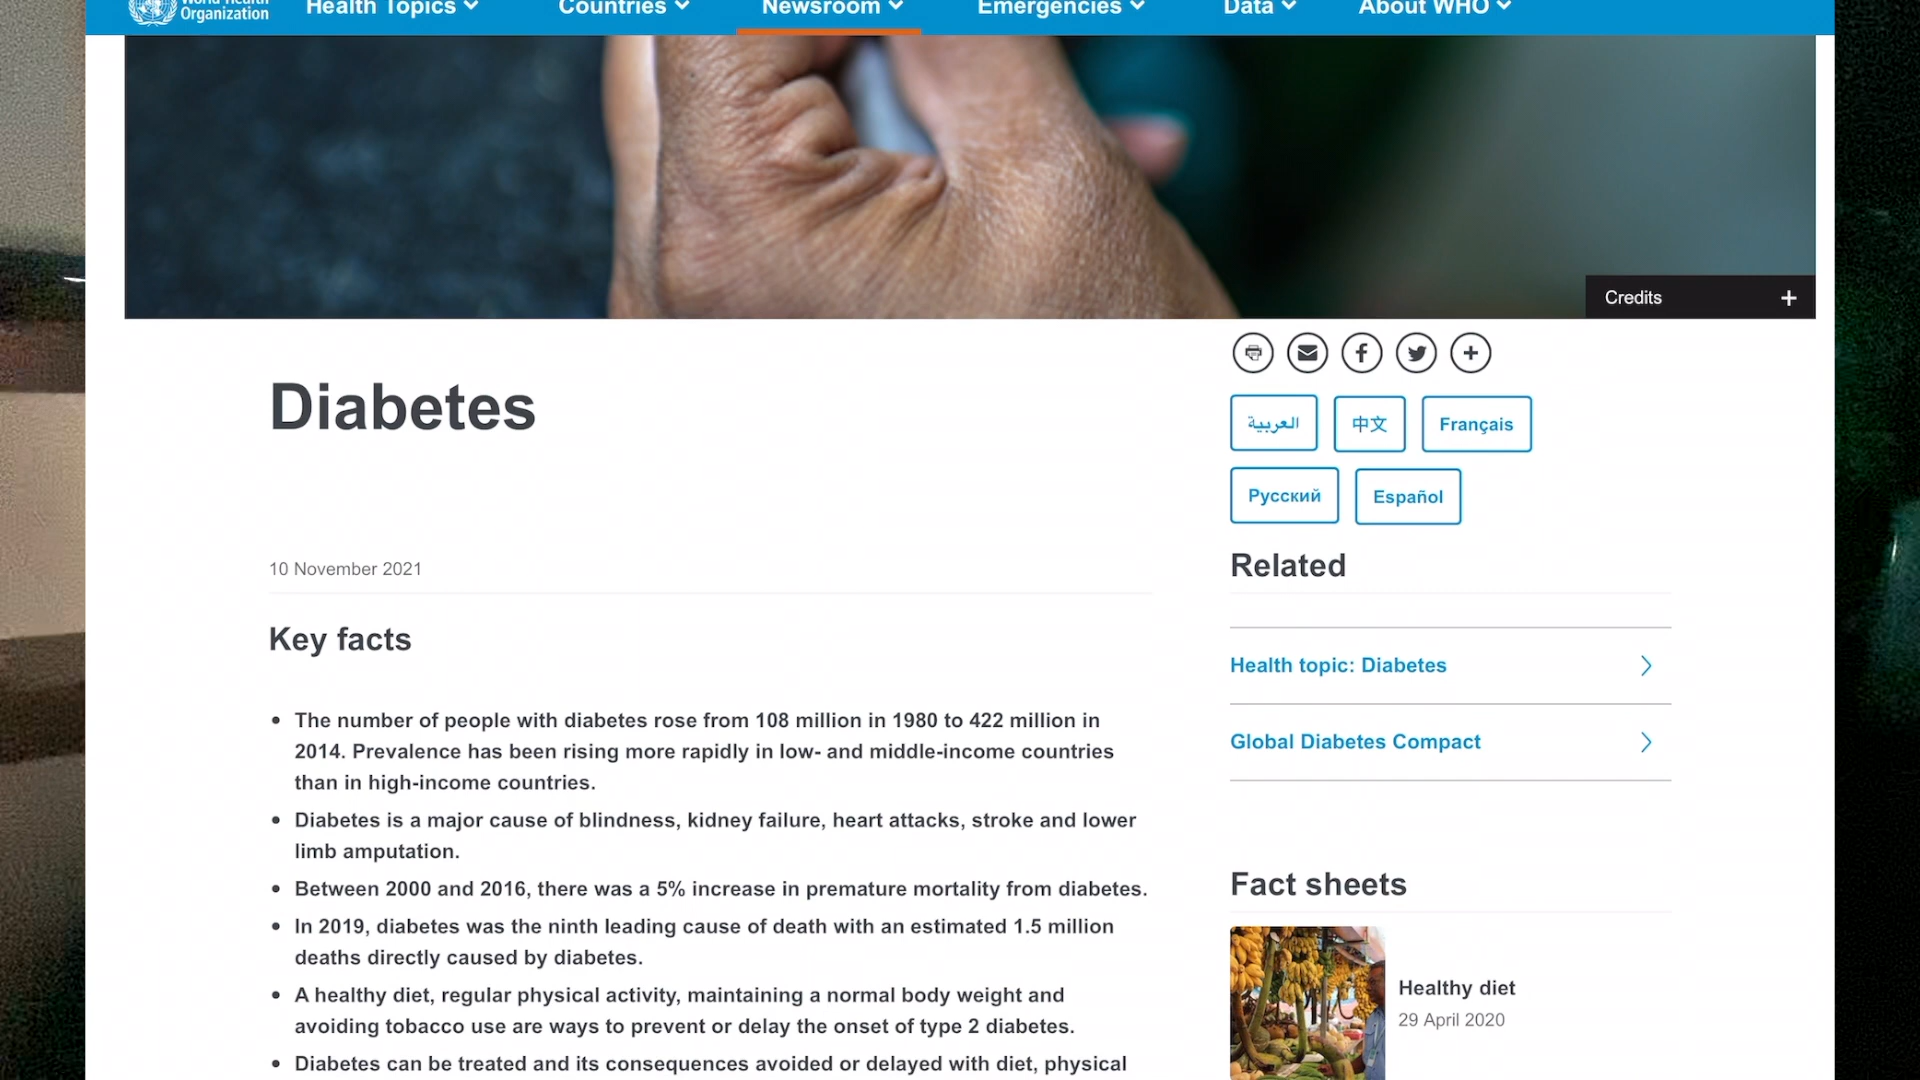 World Health
Organization
Health Topics
Countries
Newsroom
Emergencies
Data
About WHO
Credits
Diabetes
العربية
中文
Français
Русский
Español
10 November 2021
Related
Key facts
Health topic: Diabetes
Global Diabetes Compact
• The number of people with diabetes rose from 108 million in 1980 to 422 million in
2014. Prevalence has been rising more rapidly in low- and middle-income countries
than in high-income countries.
• Diabetes is a major cause of blindness, kidney failure, heart attacks, stroke and lower
limb amputation.
• Between 2000 and 2016, there was a 5% increase in premature mortality from diabetes.
• In 2019, diabetes was the ninth leading cause of death with an estimated 1.5 million
deaths directly caused by diabetes.
• A healthy diet, regular physical activity, maintaining a normal body weight and
avoiding tobacco use are ways to prevent or delay the onset of type 2 diabetes.
• Diabetes can be treated and its consequences avoided or delayed with diet, physical
Fact sheets
Healthy diet
29 April 2020